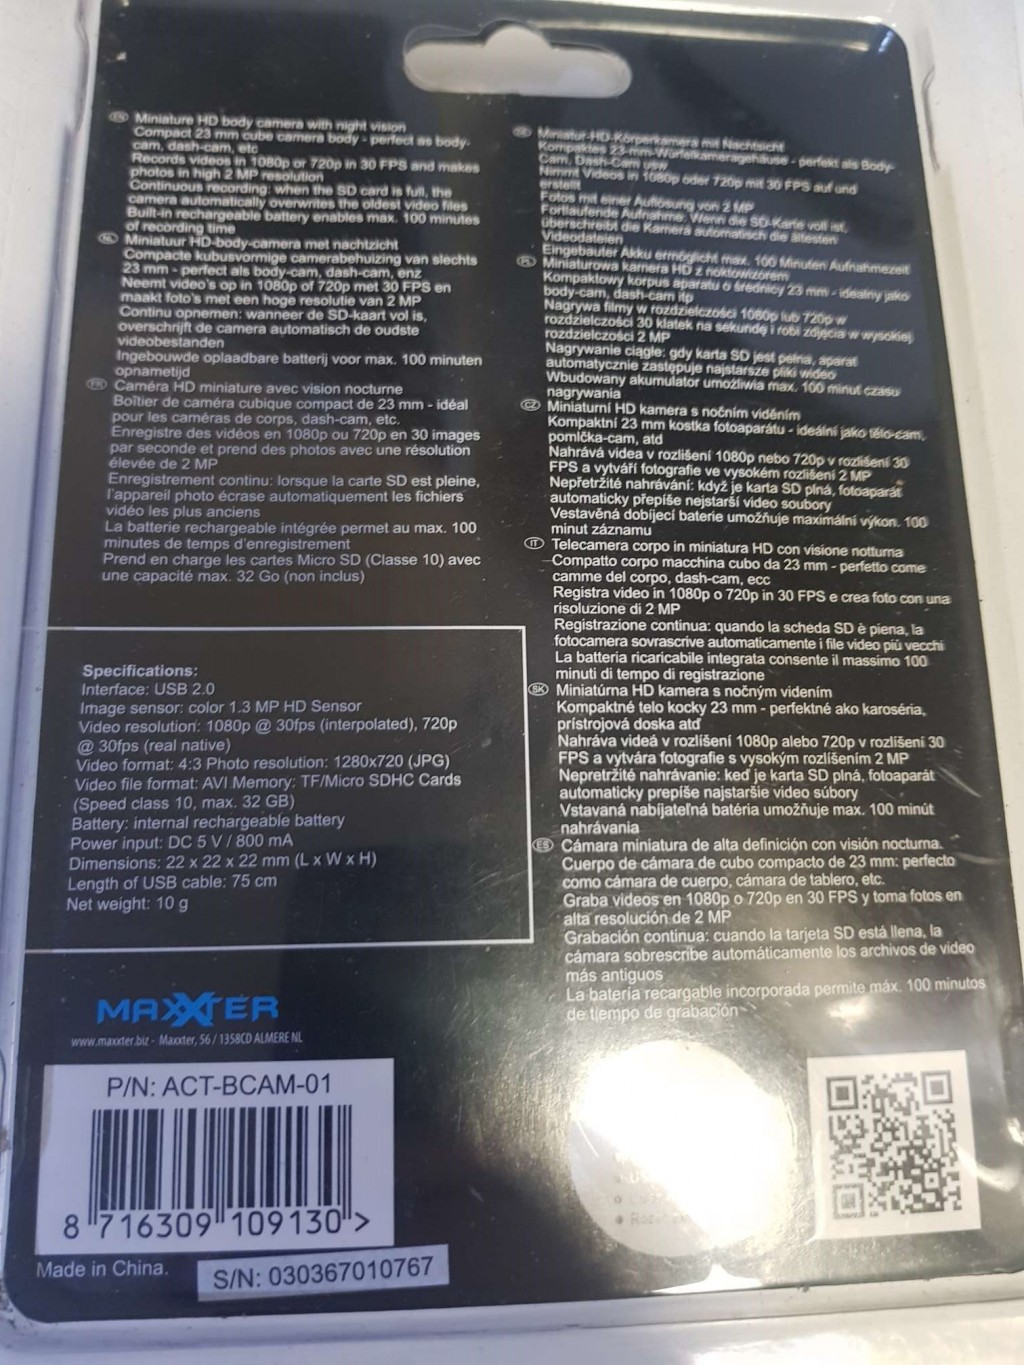 EN Miniature HD body camera with night vision
Compact 23 mm cube camera body - perfect as body-
cam, dash-cam, etc
Records videos in 1080p or 720p in 30 FPS and makes
photos in high 2 MP resolution
Continuous recording: when the SD card is full, the
camera automatically overwrites the oldest video files
Built-in rechargeable battery enables max. 100 minutes
of recording time
NL Miniatuur HD-body-camera met nachtzicht
Compacte kubusvormige camerabehuizing van slechts
23 mm - perfect als body-cam, dash-cam, enz
Neemt video's op in 1080p of 720p met 30 FPS en
maakt foto's met een hoge resolutie van 2 MP
Continu opnemen: wanneer de SD-kaart vol is,
overschrijft de camera automatisch de oudste
videobestanden
Ingebouwde oplaadbare batterij voor max. 100 minuten
opnametijd
FR Caméra HD miniature avec vision nocturne
Boîtier de caméra cubique compact de 23 mm - idéal
pour les caméras de corps, dash-cam, etc.
Enregistre des vidéos en 1080p ou 720p en 30 images
par seconde et prend des photos avec une résolution
élevée de 2 MP
Enregistrement continu: lorsque la carte SD est pleine,
l'appareil photo écrase automatiquement les fichiers
vidéo les plus anciens
La batterie rechargeable intégrée permet au max. 100
minutes de temps d'enregistrement
Prend en charge les cartes Micro SD (Classe 10) avec
une capacité max. 32 Go (non inclus)
Specifications:
Interface: USB 2.0
Image sensor: color 1.3 MP HD Sensor
Video resolution: 1080p @ 30fps (interpolated), 720p
@ 30fps (real native)
Video format: 4:3 Photo resolution: 1280x720 (JPG)
Video file format: AVI Memory: TF/Micro SDHC Cards
(Speed class 10, max. 32 GB)
Battery: internal rechargeable battery
Power input: DC 5 V / 800 mA
Dimensions: 22 x 22 x 22 mm (L x W x H)
Length of USB cable: 75 cm
Net weight: 10 g
MAXXTER
www.maxxter.biz - Maxxter, 56 / 1358CD ALMERE NL
P/N: ACT-BCAM-01
8 716309 109130 >
Made in China.
S/N: 030367010767
DE Miniatur-HD-Körperkamera mit Nachtsicht
Kompaktes 23-mm-Würfelkameragehäuse - perfekt als Body-
Cam, Dash-Cam usw
Nimmt Videos in 1080p oder 720p mit 30 FPS auf und
erstellt
Fotos mit einer Auflösung von 2 MP
Fortlaufende Aufnahme: Wenn die SD-Karte voll ist,
überschreibt die Kamera automatisch die ältesten
Videodateien
Eingebauter Akku ermöglicht max. 100 Minuten Aufnahmezeit
PL Miniaturowa kamera HD z noktowizorem
Kompaktowy korpus aparatu o średnicy 23 mm - idealny jako
body-cam, dash-cam itp
Nagrywa filmy w rozdzielczości 1080p lub 720p w
rozdzielczości 30 klatek na sekundę i robi zdjęcia w wysokiej
rozdzielczości 2 MP
Nagrywanie ciągłe: gdy karta SD jest pełna, aparat
automatycznie zastępuje najstarsze pliki wideo
Wbudowany akumulator umożliwia max. 100 minut czasu
nagrywania
CZ Miniaturní HD kamera s nočním viděním
Kompaktní 23 mm kostka fotoaparátu - ideální jako tělo-cam,
pomlčka-cam, atd
Nahrává videa v rozlišení 1080p nebo 720p v rozlišení 30
FPS a vytváří fotografie ve vysokém rozlišení 2 MP
Nepřetržité nahrávání: když je karta SD plná, fotoaparát
automaticky přepíše nejstarší video soubory
Vestavěná dobíjecí baterie umožňuje maximální výkon. 100
minut záznamu
IT Telecamera corpo in miniatura HD con visione notturna
Compatto corpo macchina cubo da 23 mm - perfetto come
camme del corpo, dash-cam, ecc
Registra video in 1080p o 720p in 30 FPS e crea foto con una
risoluzione di 2 MP
Registrazione continua: quando la scheda SD è piena, la
fotocamera sovrascrive automaticamente i file video più vecchi
La batteria ricaricabile integrata consente il massimo 100
minuti di tempo di registrazione
SK Miniatúrna HD kamera s nočným videním
Kompaktné telo kocky 23 mm - perfektné ako karoséria,
prístrojová doska atď
Nahráva videá v rozlíšení 1080p alebo 720p v rozlíšení 30
FPS a vytvára fotografie s vysokým rozlíšením 2 MP
Nepretržité nahrávanie: keď je karta SD plná, fotoaparát
automaticky prepíše najstaršie video súbory
Vstavaná nabíjateľná batéria umožňuje max. 100 minút
nahrávania
ES Cámara miniatura de alta definición con visión nocturna.
Cuerpo de cámara de cubo compacto de 23 mm: perfecto
como cámara de cuerpo, cámara de tablero, etc.
Graba videos en 1080p o 720p en 30 FPS y toma fotos en
alta resolución de 2 MP
Grabación continua: cuando la tarjeta SD está llena, la
cámara sobrescribe automáticamente los archivos de video
más antiguos
La batería recargable incorporada permite máx. 100 minutos
de tiempo de grabación